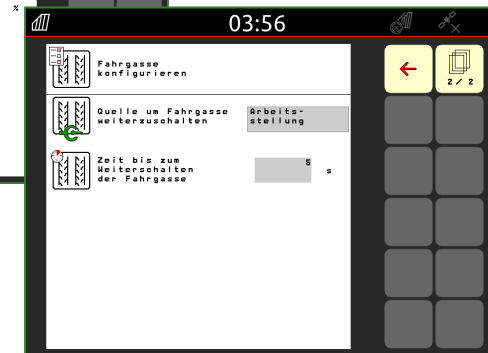 %
03:56
Fahrgasse
konfigurieren
2/2
Quelle um Fahrgasse
weiterzuschalten
Arbeits-
stellung
Zeit bis zum
Weiterschalten
der Fahrgasse
5
s